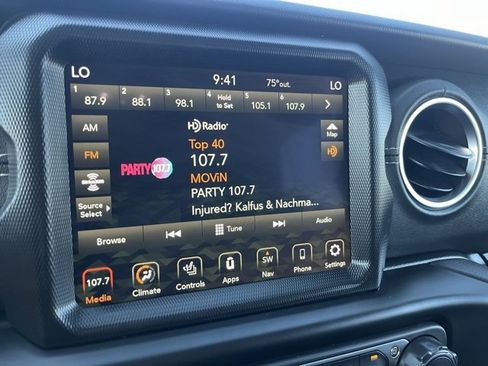 LO 9:41 75°out. LO
1 2 3 4 5 6
87.9 88.1 98.1 Hold to Set 105.1 107.9
AM
HD Radio
Map
Top 40
FM
107.7
HD
PARTY 107.7
MOViN
SiriusXM
PARTY 107.7
Source Select
Injured? Kalfus & Nachma...
Browse Tune Audio
107.7 SW
Media Climate Controls Apps Nav Phone Settings